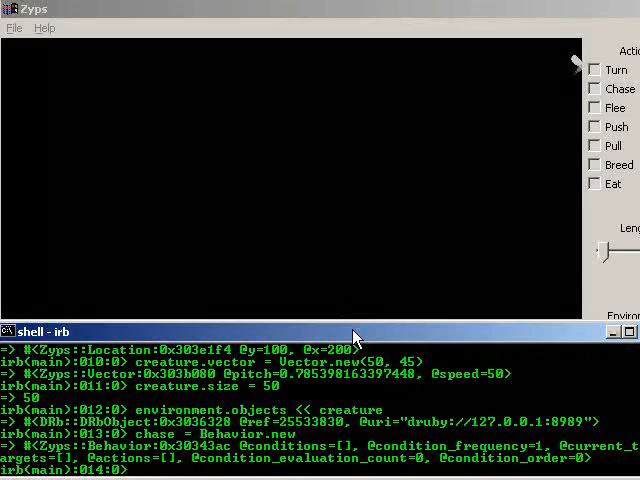 Zyps
File Help
Actio
Turn
Chase
Flee
Push
Pull
Breed
Eat
Leng
Environ
shell - irb
=> #<Zyps::Location:0x303e1f4 @y=100, @x=200>
irb(main):010:0> creature.vector = Vector.new(50, 45)
=> #<Zyps::Vector:0x303b080 @pitch=0.785398163397448, @speed=50>
irb(main):011:0> creature.size = 50
=> 50
irb(main):012:0> environment.objects << creature
=> #<DRb::DRbObject:0x3036328 @ref=25533830, @uri="druby://127.0.0.1:8989">
irb(main):013:0> chase = Behavior.new
=> #<Zyps::Behavior:0x30343ac @conditions=[], @condition_frequency=1, @current_t
argets=[], @actions=[], @condition_evaluation_count=0, @condition_order=0>
irb(main):014:0>